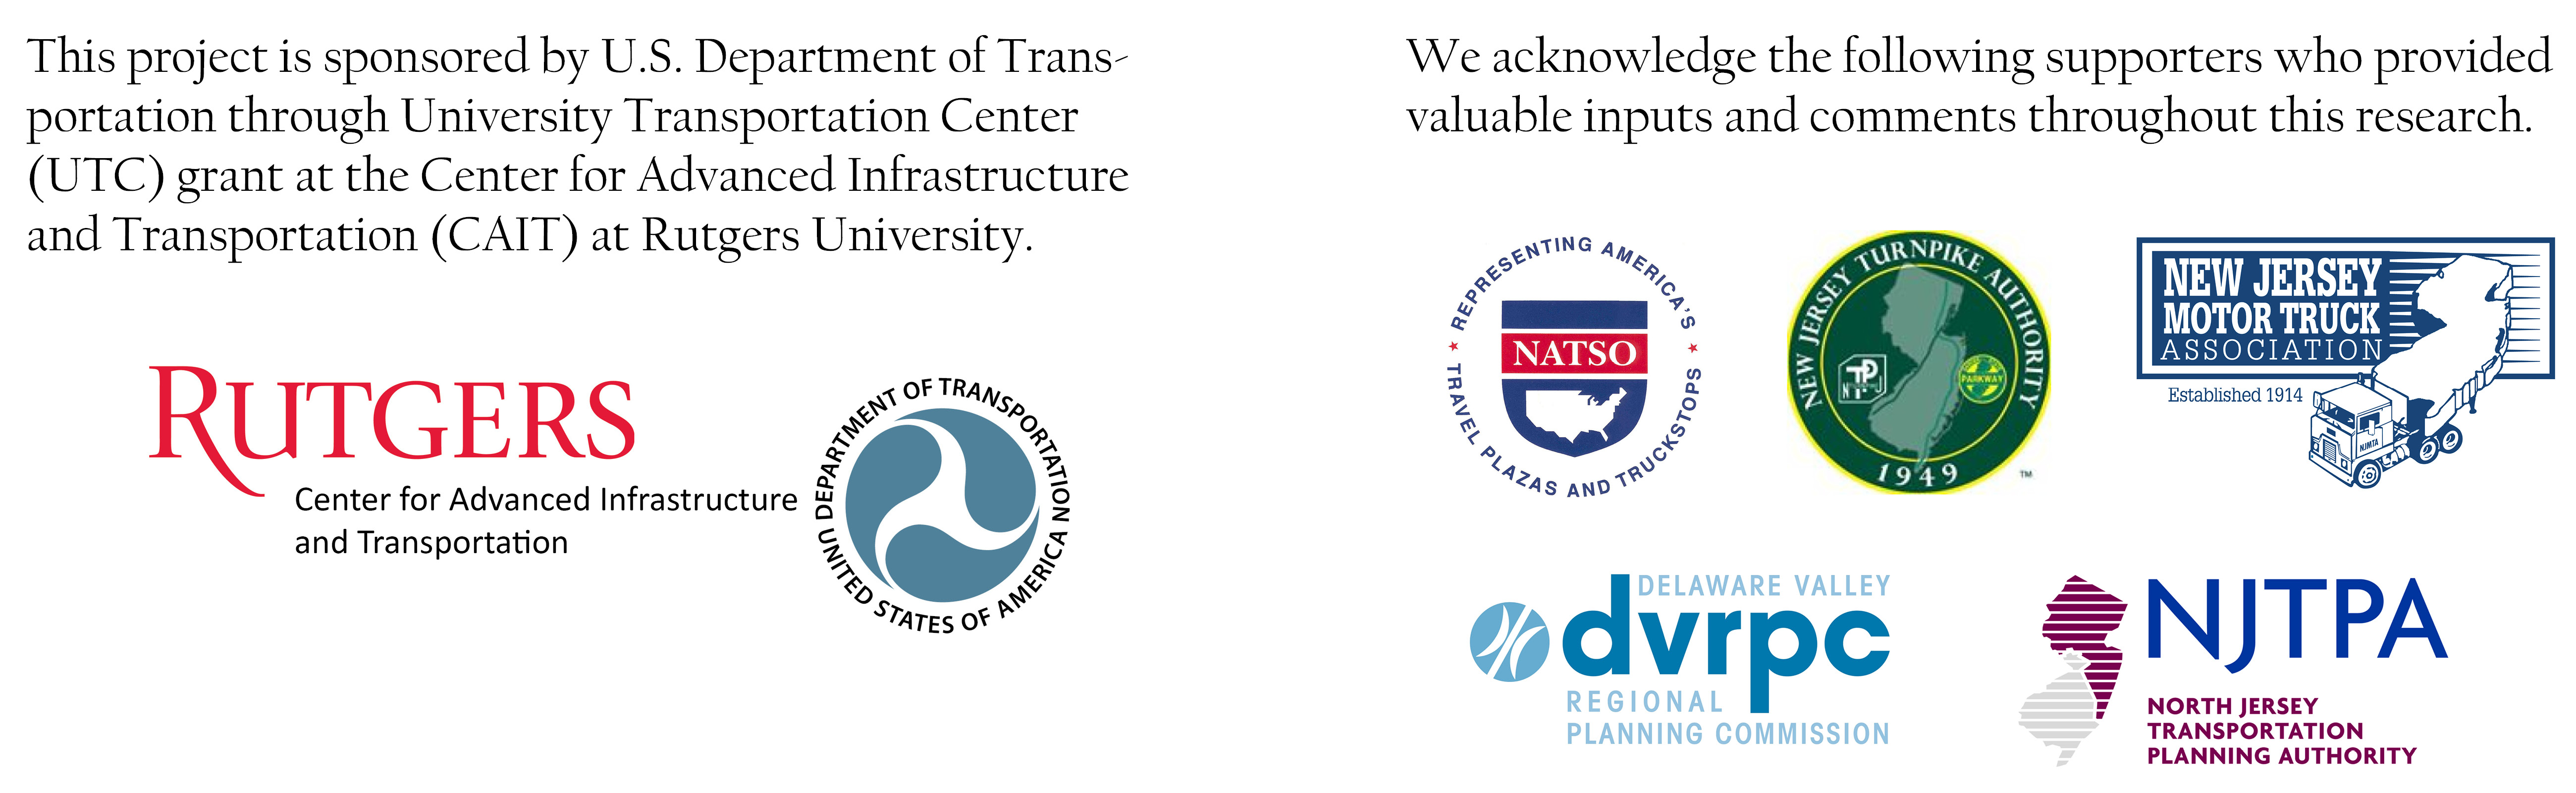 This project is sponsored by U.S. Department of Trans-
portation through University Transportation Center
(UTC) grant at the Center for Advanced Infrastructure
and Transportation (CAIT) at Rutgers University.
RUTGERS
Center for Advanced Infrastructure
and Transportation
DEPARTMENT OF TRANSPORTATION
UNITED STATES OF AMERICA
We acknowledge the following supporters who provided
valuable inputs and comments throughout this research.
REPRESENTING AMERICA'S
NATSO
TRAVEL PLAZAS AND TRUCKSTOPS
NEW JERSEY TURNPIKE AUTHORITY
N TP J
PARKWAY
1949
TM
NEW JERSEY
MOTOR TRUCK
ASSOCIATION
Established 1914
NJMTA
DELAWARE VALLEY
dvrpc
REGIONAL
PLANNING COMMISSION
NJTPA
NORTH JERSEY
TRANSPORTATION
PLANNING AUTHORITY